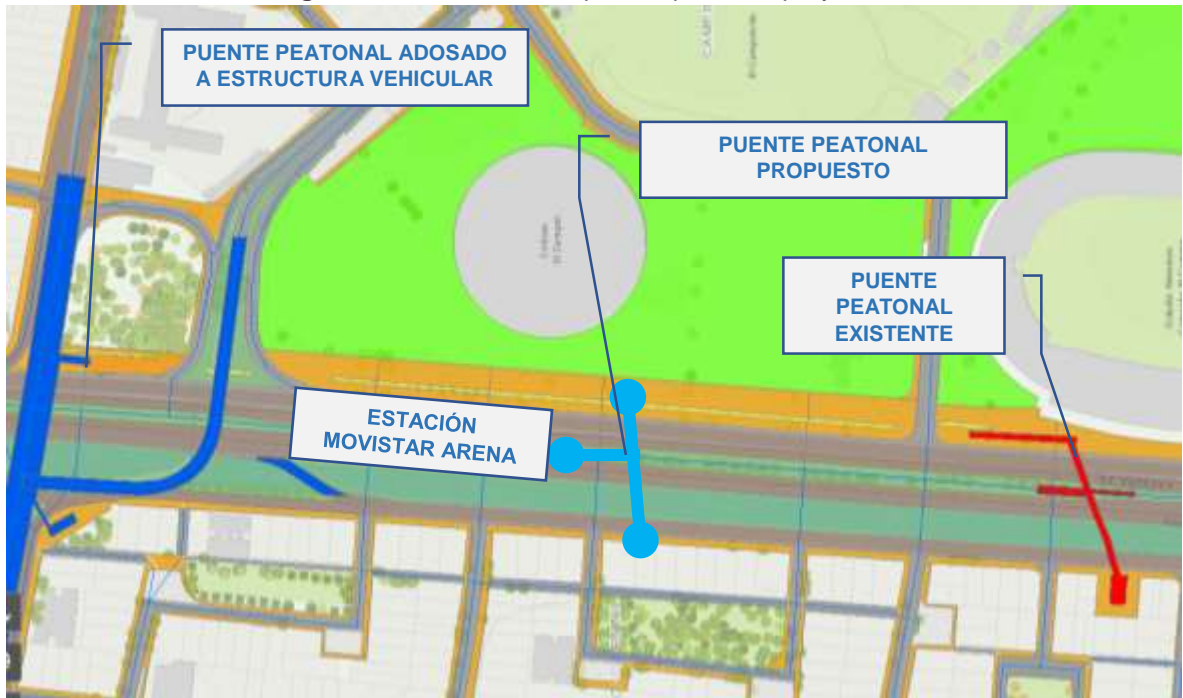 PUENTE PEATONAL ADOSADO
A ESTRUCTURA VEHICULAR
PUENTE PEATONAL
PROPUESTO
PUENTE
PEATONAL
EXISTENTE
ESTACIÓN
MOVISTAR ARENA